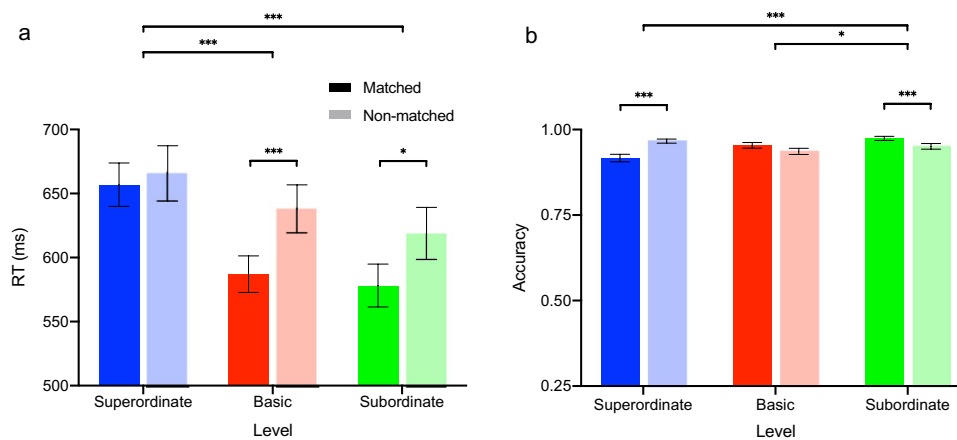 a
***
***
Matched
Non-matched
700
650
600
550
500
RT (ms)
***
*
Superordinate
Basic
Subordinate
Level
b
***
*
***
***
1.00
0.75
0.50
0.25
Accuracy
Superordinate
Basic
Subordinate
Level